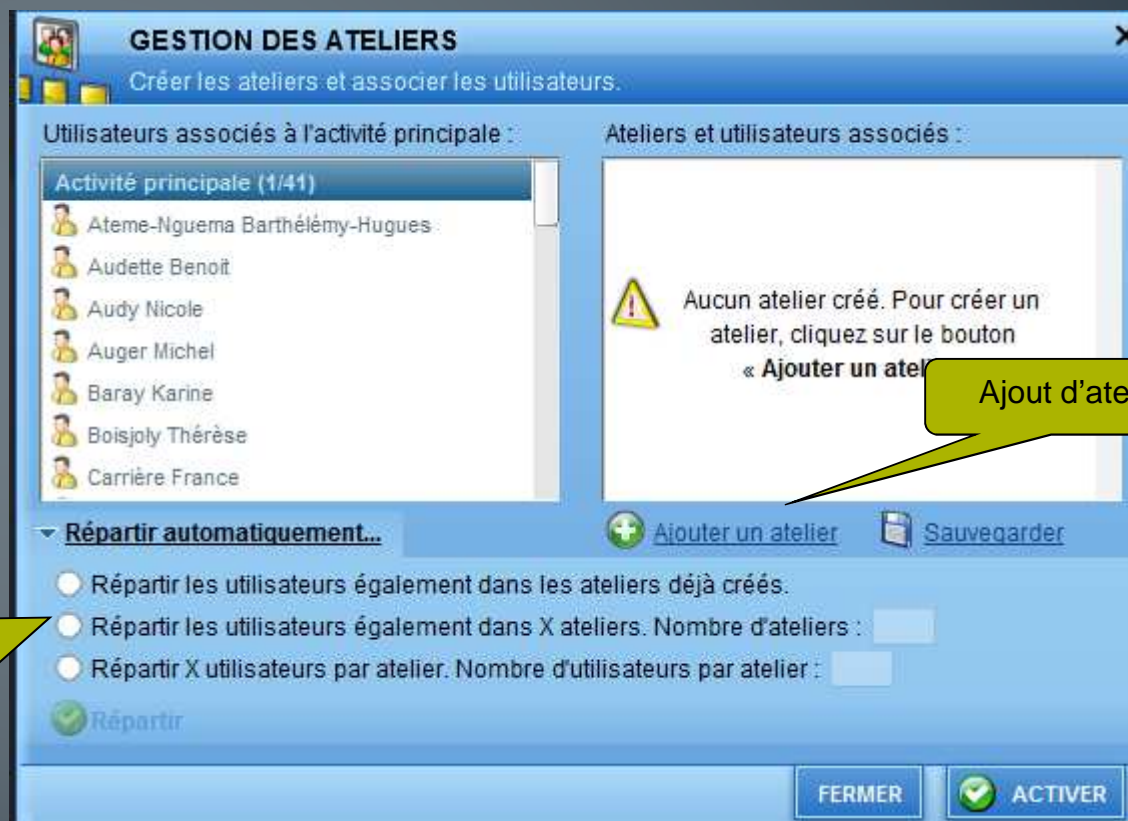 GESTION DES ATELIERS
Créer les ateliers et associer les utilisateurs.
Utilisateurs associés à l'activité principale :
Activité principale (1/41)
Ateme-Nguema Barthélémy-Hugues
Audette Benoit
Audy Nicole
Auger Michel
Baray Karine
Boisjoly Thérèse
Carrière France
Ateliers et utilisateurs associés :
Aucun atelier créé. Pour créer un
atelier, cliquez sur le bouton
« Ajouter un
Ajout
Ajouter un atelier
Sauvegarder
Répartir automatiquement...
Répartir les utilisateurs également dans les ateliers déjà créés.
Répartir les utilisateurs également dans X ateliers. Nombre d'ateliers :
Répartir X utilisateurs par atelier. Nombre d'utilisateurs par atelier :
Répartir
FERMER
ACTIVER